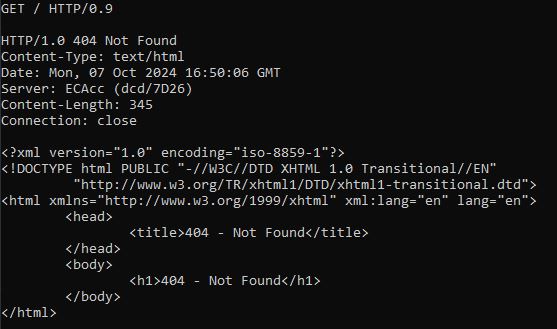 GET / HTTP/0.9

HTTP/1.0 404 Not Found
Content-Type: text/html
Date: Mon, 07 Oct 2024 16:50:06 GMT
Server: ECAcc (dcd/7D26)
Content-Length: 345
Connection: close

<?xml version="1.0" encoding="iso-8859-1"?>
<!DOCTYPE html PUBLIC "-//W3C//DTD XHTML 1.0 Transitional//EN"
         "http://www.w3.org/TR/xhtml1/DTD/xhtml1-transitional.dtd">
<html xmlns="http://www.w3.org/1999/xhtml" xml:lang="en" lang="en">
        <head>
                <title>404 - Not Found</title>
        </head>
        <body>
                <h1>404 - Not Found</h1>
        </body>
</html>